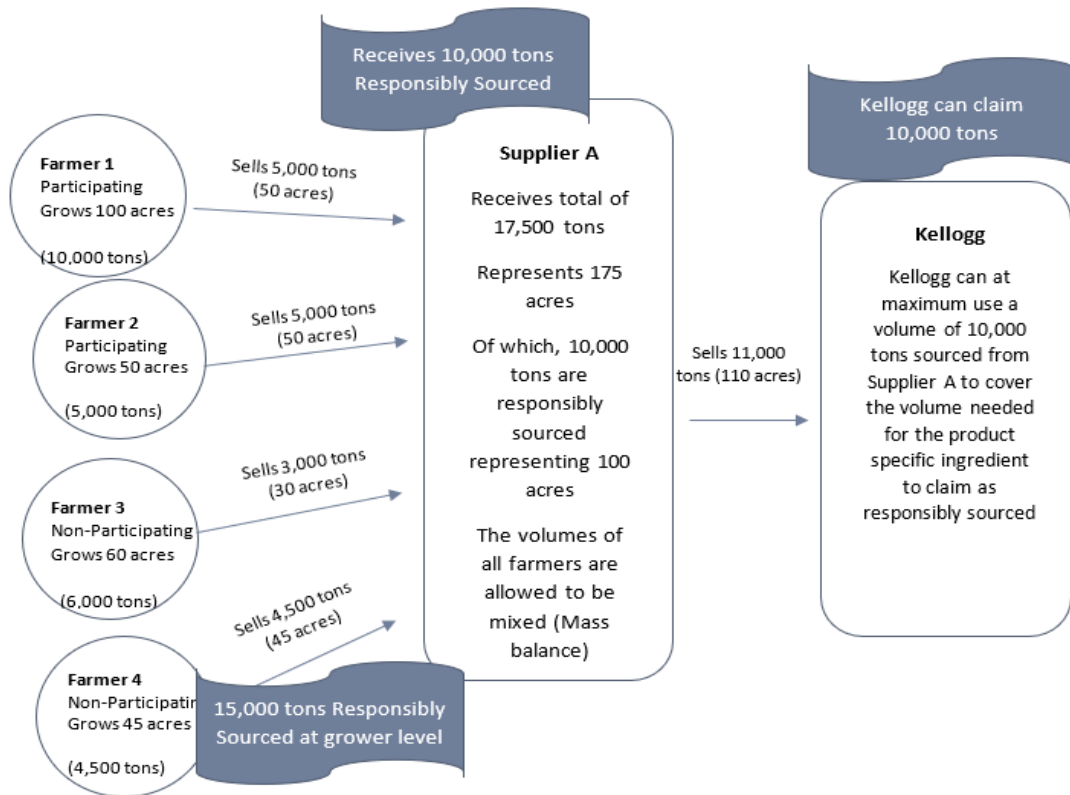 Receives 10,000 tons
Responsibly Sourced
Kellogg can claim
10,000 tons
Farmer 1
Participating
Grows 100 acres
(10,000 tons)
Sells 5,000 tons
(50 acres)
Farmer 2
Participating
Grows 50 acres
(5,000 tons)
Sells 5,000 tons
(50 acres)
Farmer 3
Non-Participating
Grows 60 acres
(6,000 tons)
Sells 3,000 tons
(30 acres)
Farmer 4
Non-Participatin
Grows 45 acres
(4,500 tons)
Sells 4,500 tons
(45 acres)
15,000 tons Responsibly
Sourced at grower level
Supplier A
Receives total of
17,500 tons
Represents 175
acres
Of which, 10,000
tons are
responsibly
sourced
representing 100
acres
The volumes of
all farmers are
allowed to be
mixed (Mass
balance)
Sells 11,000
tons (110 acres)
Kellogg
Kellogg can at
maximum use a
volume of 10,000
tons sourced from
Supplier A to cover
the volume needed
for the product
specific ingredient
to claim as
responsibly sourced